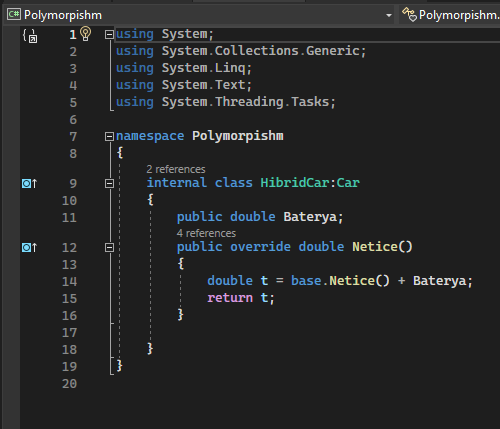 C# Polymorpishm
Polymorpishm.
1 using System;
2 using System.Collections.Generic;
3 using System.Linq;
4 using System.Text;
5 using System.Threading.Tasks;
6
7 namespace Polymorpishm
8 {
2 references
9 internal class HibridCar:Car
10 {
11 public double Baterya;
4 references
12 public override double Netice()
13 {
14 double t = base.Netice() + Baterya;
15 return t;
16 }
17
18 }
19 }
20